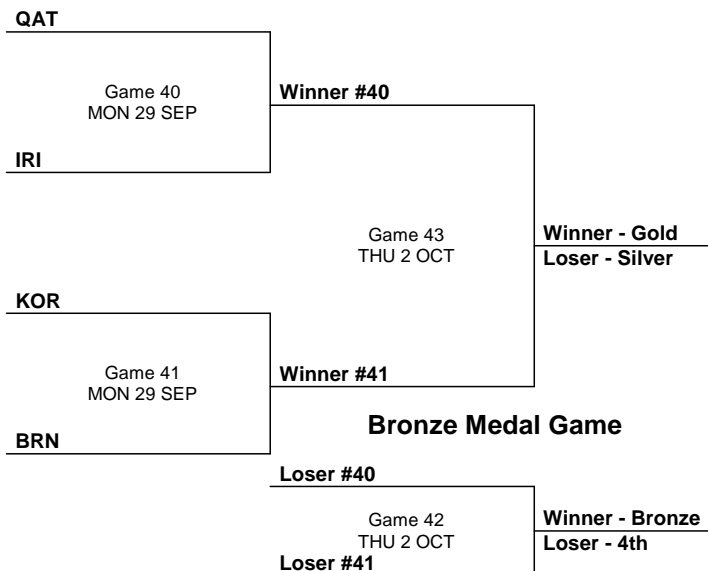 QAT
Game 40
MON 29 SEP
Winner #40
IRI
Game 43
THU 2 OCT
Winner - Gold
Loser - Silver
KOR
Game 41
MON 29 SEP
Winner #41
BRN
Bronze Medal Game
Loser #40
Game 42
THU 2 OCT
Winner - Bronze
Loser - 4th
Loser #41